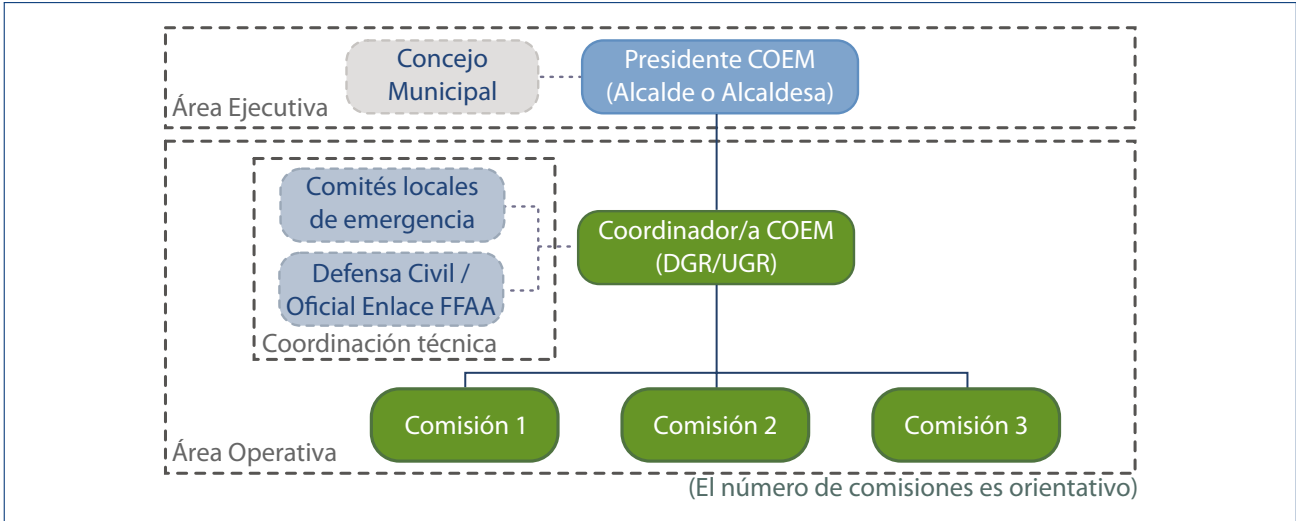 Concejo
Municipal
Presidente COEM
(Alcalde o Alcaldesa)
Área Ejecutiva
Comités locales
de emergencia
Coordinador/a COEM
(DGR/UGR)
Defensa Civil /
Oficial Enlace FFAA
Coordinación técnica
Comisión 1
Comisión 2
Comisión 3
Área Operativa
(El número de comisiones es orientativo)